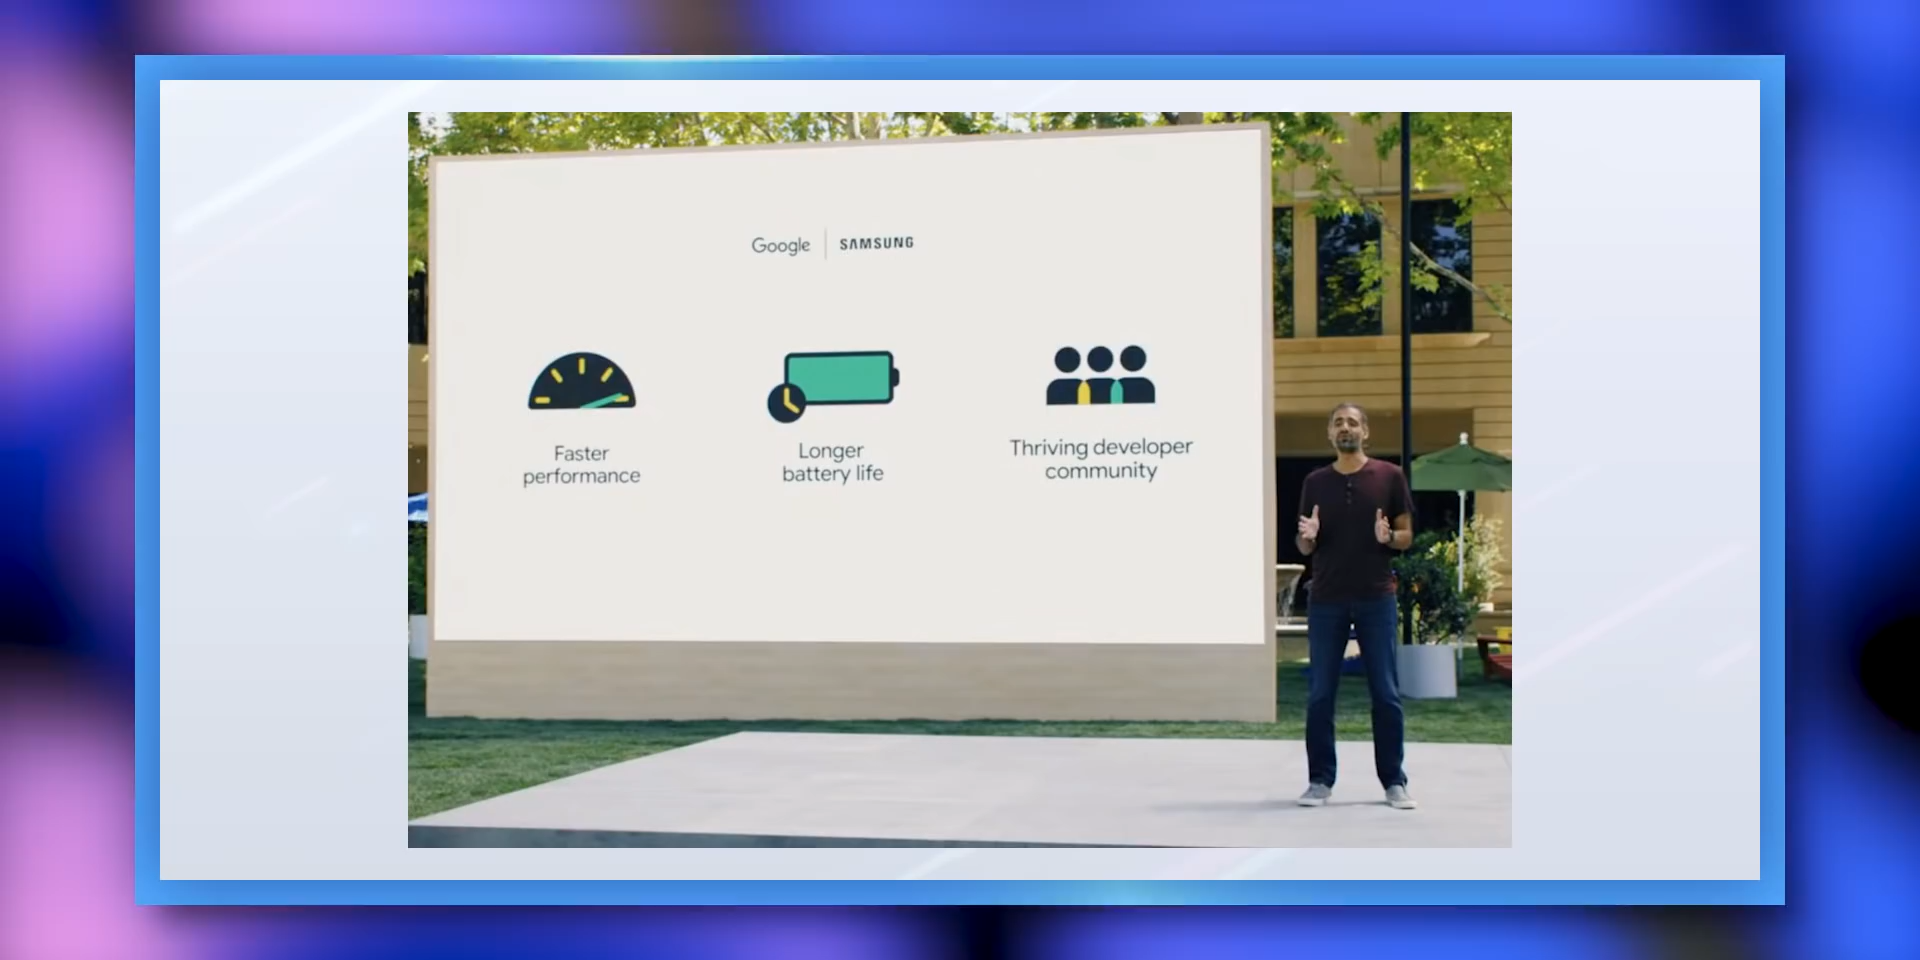 Google | SAMSUNG
Faster
performance
Longer
battery life
Thriving developer
community